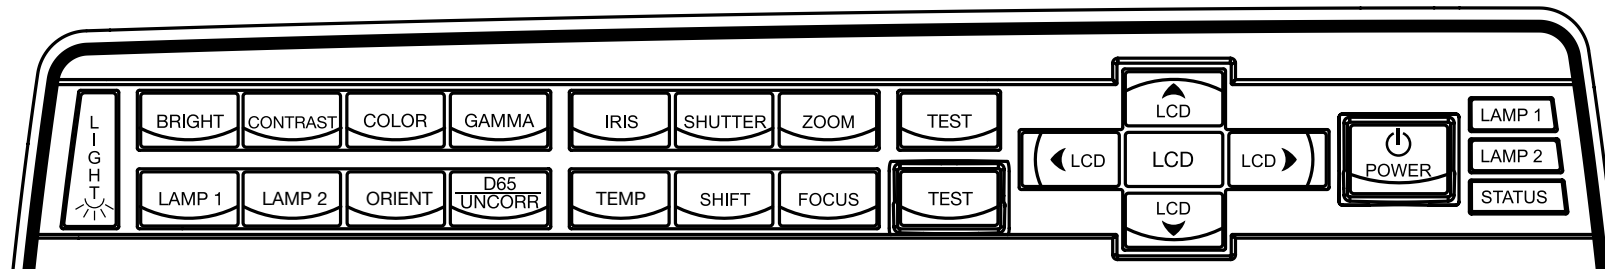 LIGHT
BRIGHT CONTRAST COLOR GAMMA IRIS SHUTTER ZOOM TEST
LAMP 1 LAMP 2 ORIENT D65 UNCORR TEMP SHIFT FOCUS TEST
LCD
LCD LCD LCD
LCD
POWER
LAMP 1
LAMP 2
STATUS